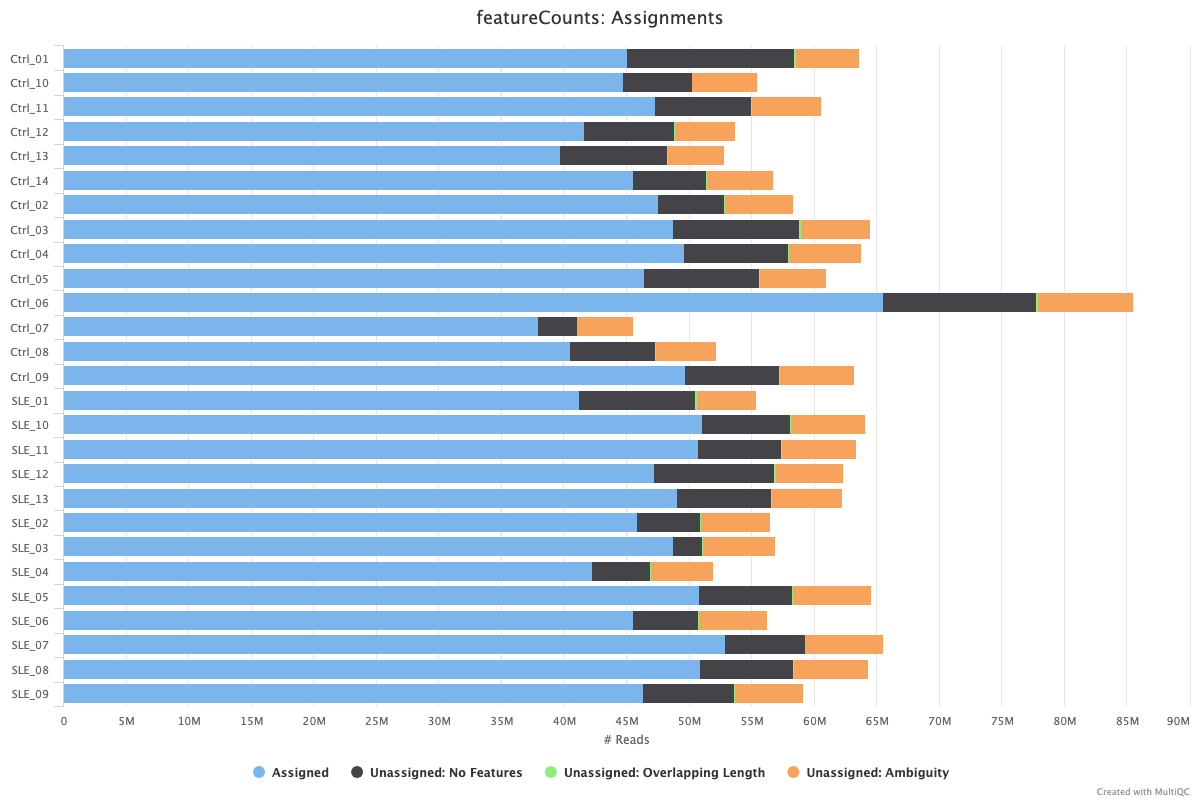 featureCounts: Assignments
Ctrl_01
Ctrl_10
Ctrl_11
Ctrl_12
Ctrl_13
Ctrl_14
Ctrl_02
Ctrl_03
Ctrl_04
Ctrl_05
Ctrl_06
Ctrl_07
Ctrl_08
Ctrl_09
SLE_01
SLE_10
SLE_11
SLE_12
SLE_13
SLE_02
SLE_03
SLE_04
SLE_05
SLE_06
SLE_07
SLE_08
SLE_09
0 5M 10M 15M 20M 25M 30M 35M 40M 45M 50M 55M 60M 65M 70M 75M 80M 85M 90M
# Reads
Assigned Unassigned: No Features Unassigned: Overlapping Length Unassigned: Ambiguity
Created with MultiQC